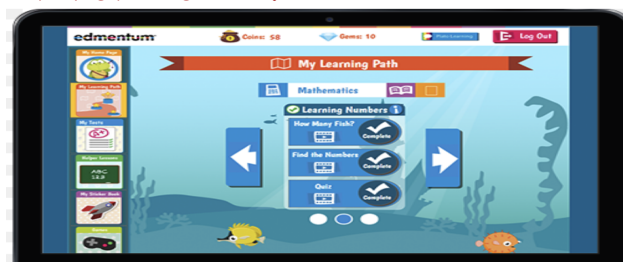 edmentum
Coins: 58
Gems: 10
Log Out
My Home Page
My Learning Path
Mathematics
My Learning Path
Learning Numbers
How Many Fish?
Complete
My Tests
Find the Numbers
Complete
Helper Lessons
ABC
Quiz
Complete
My Sticker Book
Games